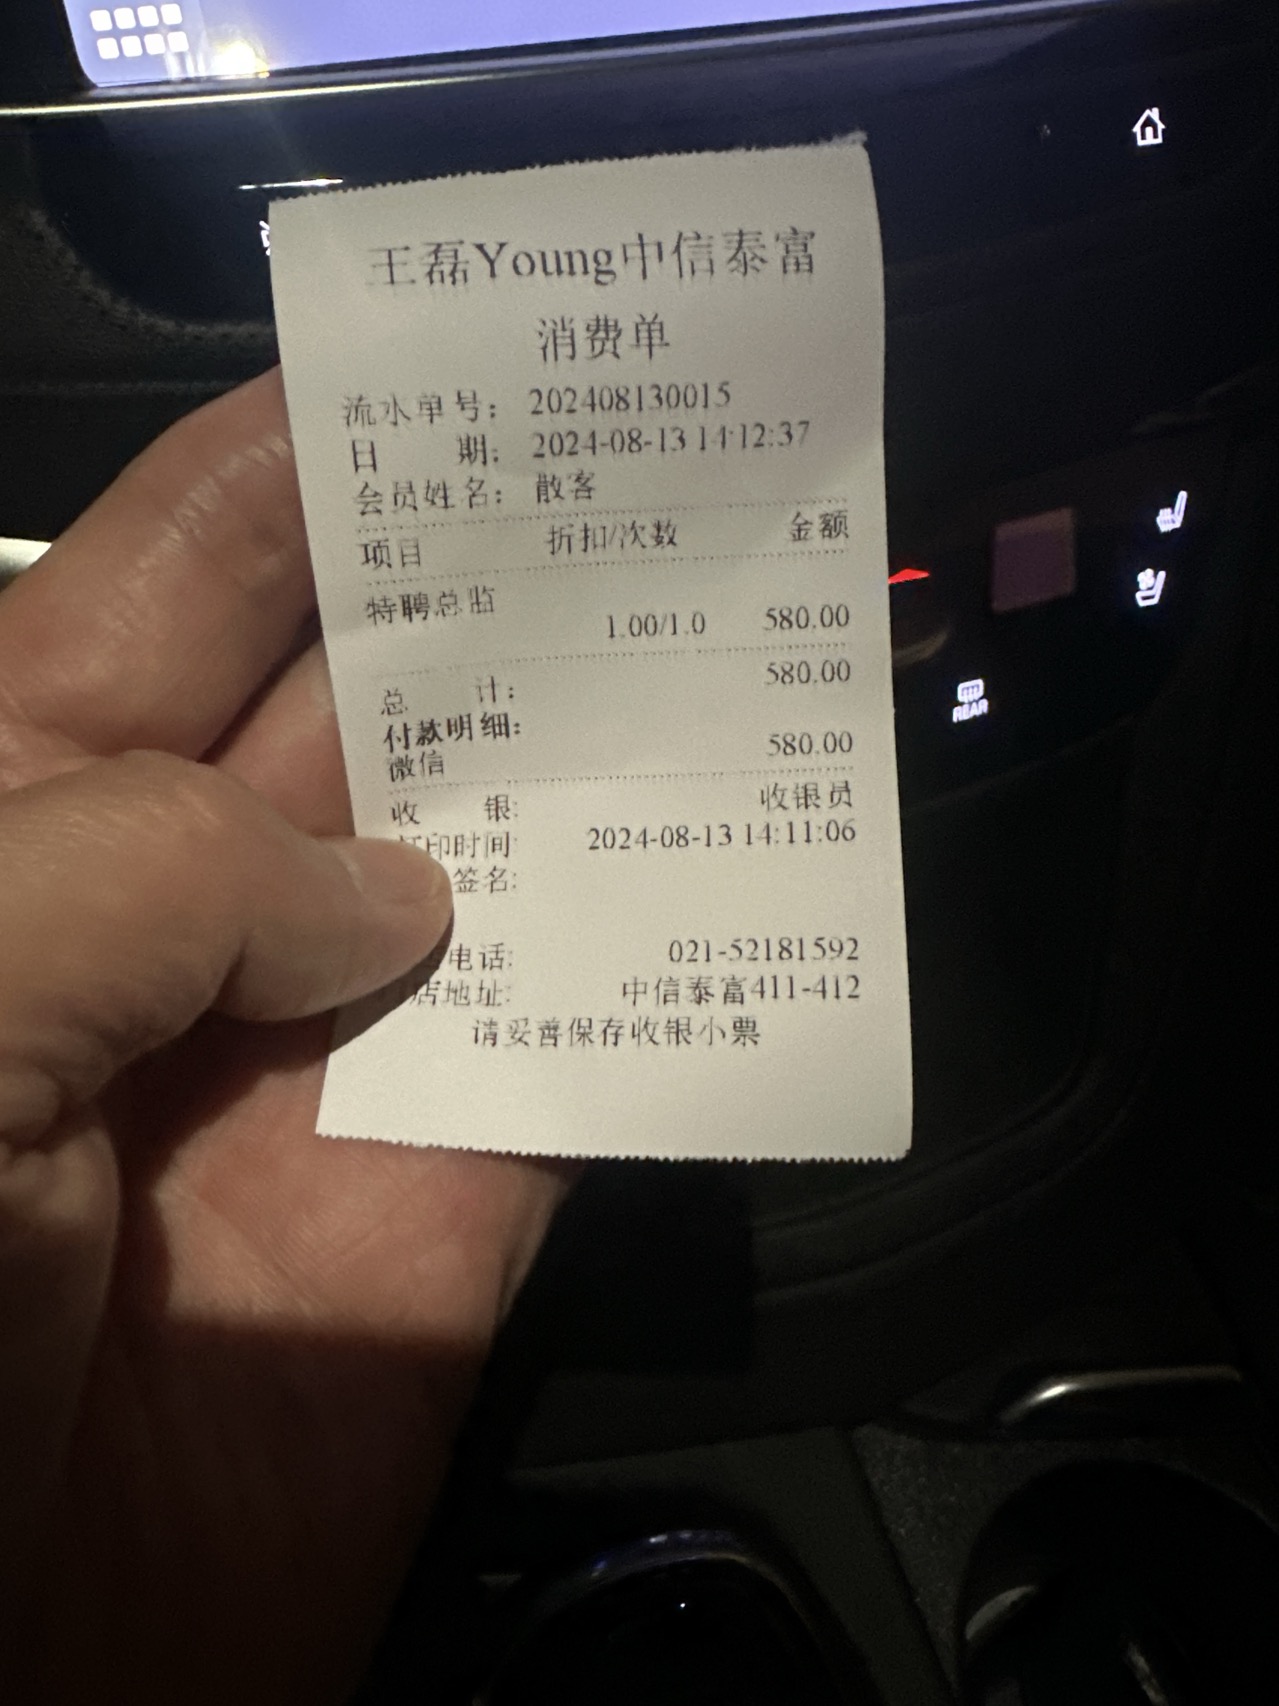 王磊Young中信泰富
消费单
流水单号： 202408130015
日 期： 2024-08-13 14:12:37
会员姓名： 散客
项目 折扣/次数 金额
特聘总监
1.00/1.0 580.00
总 计： 580.00
付款明细：
微信 580.00
收 银: 收银员
打印时间: 2024-08-13 14:11:06
签名:
电话: 021-52181592
店地址: 中信泰富411-412
请妥善保存收银小票
REAR